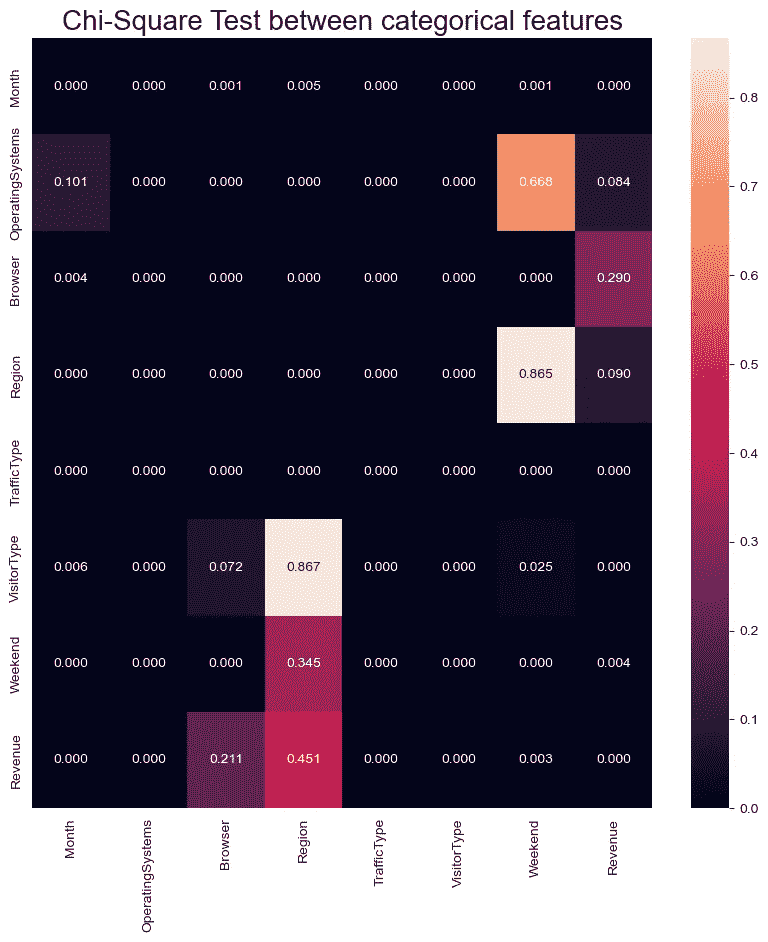 Chi-Square Test between categorical features
Month 0.000 0.000 0.001 0.005 0.000 0.000 0.001 0.000
OperatingSystems 0.101 0.000 0.000 0.000 0.000 0.000 0.668 0.084
Browser 0.004 0.000 0.000 0.000 0.000 0.000 0.000 0.290
Region 0.000 0.000 0.000 0.000 0.000 0.000 0.865 0.090
TrafficType 0.000 0.000 0.000 0.000 0.000 0.000 0.000 0.000
VisitorType 0.006 0.000 0.072 0.867 0.000 0.000 0.025 0.000
Weekend 0.000 0.000 0.000 0.345 0.000 0.000 0.000 0.004
Revenue 0.000 0.000 0.211 0.451 0.000 0.000 0.003 0.000
Month OperatingSystems Browser Region TrafficType VisitorType Weekend Revenue
0.8
0.7
0.6
0.5
0.4
0.3
0.2
0.1
0.0